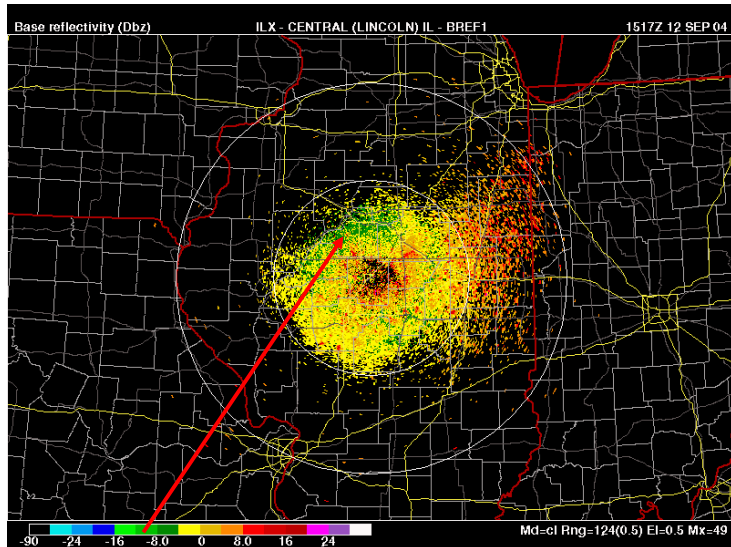 Base reflectivity (Dbz) ILX - CENTRAL (LINCOLN) IL - BREF1 1517Z 12 SEP 04
-90 -24 -16 -8.0 0 8.0 16 24 Md=cl Rng=124(0.5) El=0.5 Mx=49